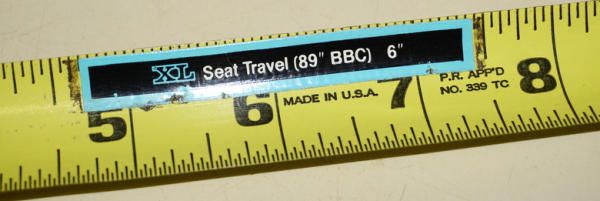 XL Seat Travel (89" BBC) 6"
5 6 7 8
MADE IN U.S.A.
P.R. APP'D
NO. 339 TC